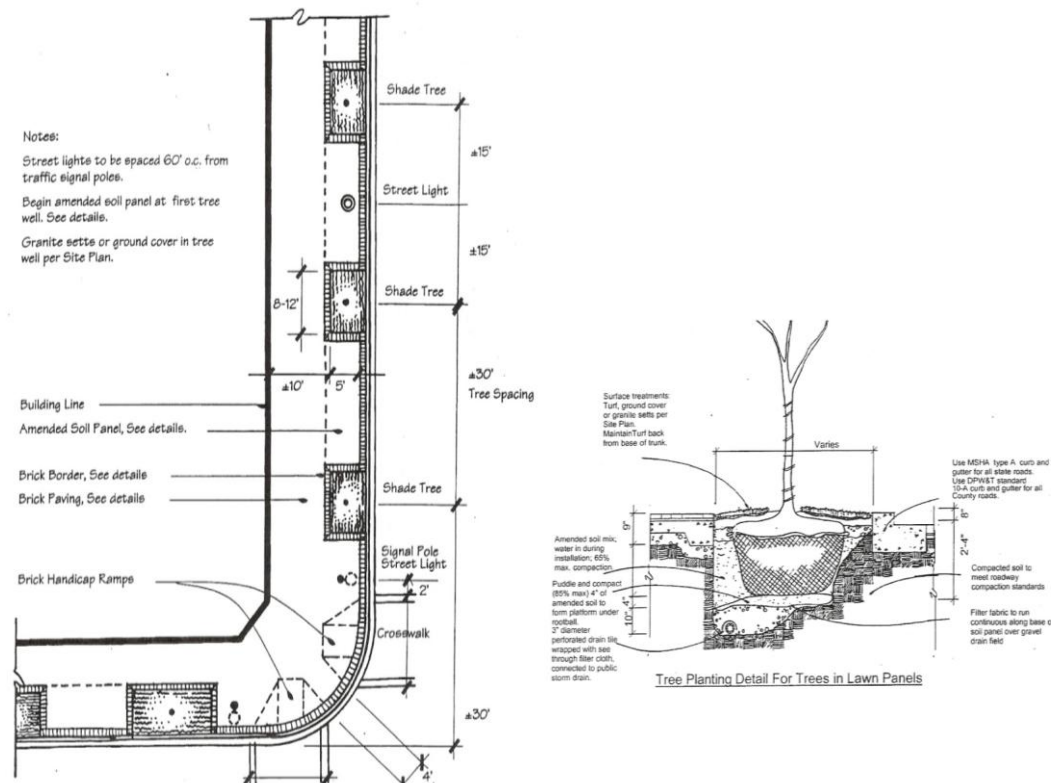 Notes:
Street lights to be spaced 60' o.c. from
traffic signal poles.
Begin amended soil panel at first tree
well. See details.
Granite setts or ground cover in tree
well per Site Plan.
Shade Tree
±15'
Street Light
±15'
Shade Tree
8-12'
±10'
5'
±30'
Tree Spacing
Building Line
Amended Soil Panel, See details.
Brick Border, See details
Brick Paving, See details
Shade Tree
Signal Pole
Street Light
2'
Brick Handicap Ramps
Crosswalk
±30'
4'
Surface treatments:
Turf, ground cover
or granite setts per
Site Plan.
MaintainTurf back
from base of trunk.
Varies
Use MSHA type A curb and
gutter for all state roads.
Use DPW&T standard
10-A curb and gutter for all
County roads.
9"
8"
2'-4"
Amended soil mix;
water in during
installation; 65%
max. compaction
Puddle and compact
(85% max) 4" of
amended soil to
form platform under
rootball.
3" diameter
perforated drain tile
wrapped with see
through filter cloth,
connected to public
storm drain.
4"
10"
Compacted soil to
meet roadway
compaction standards
Filter fabric to run
continuous along base o
soil panel over gravel
drain field
Tree Planting Detail For Trees in Lawn Panels